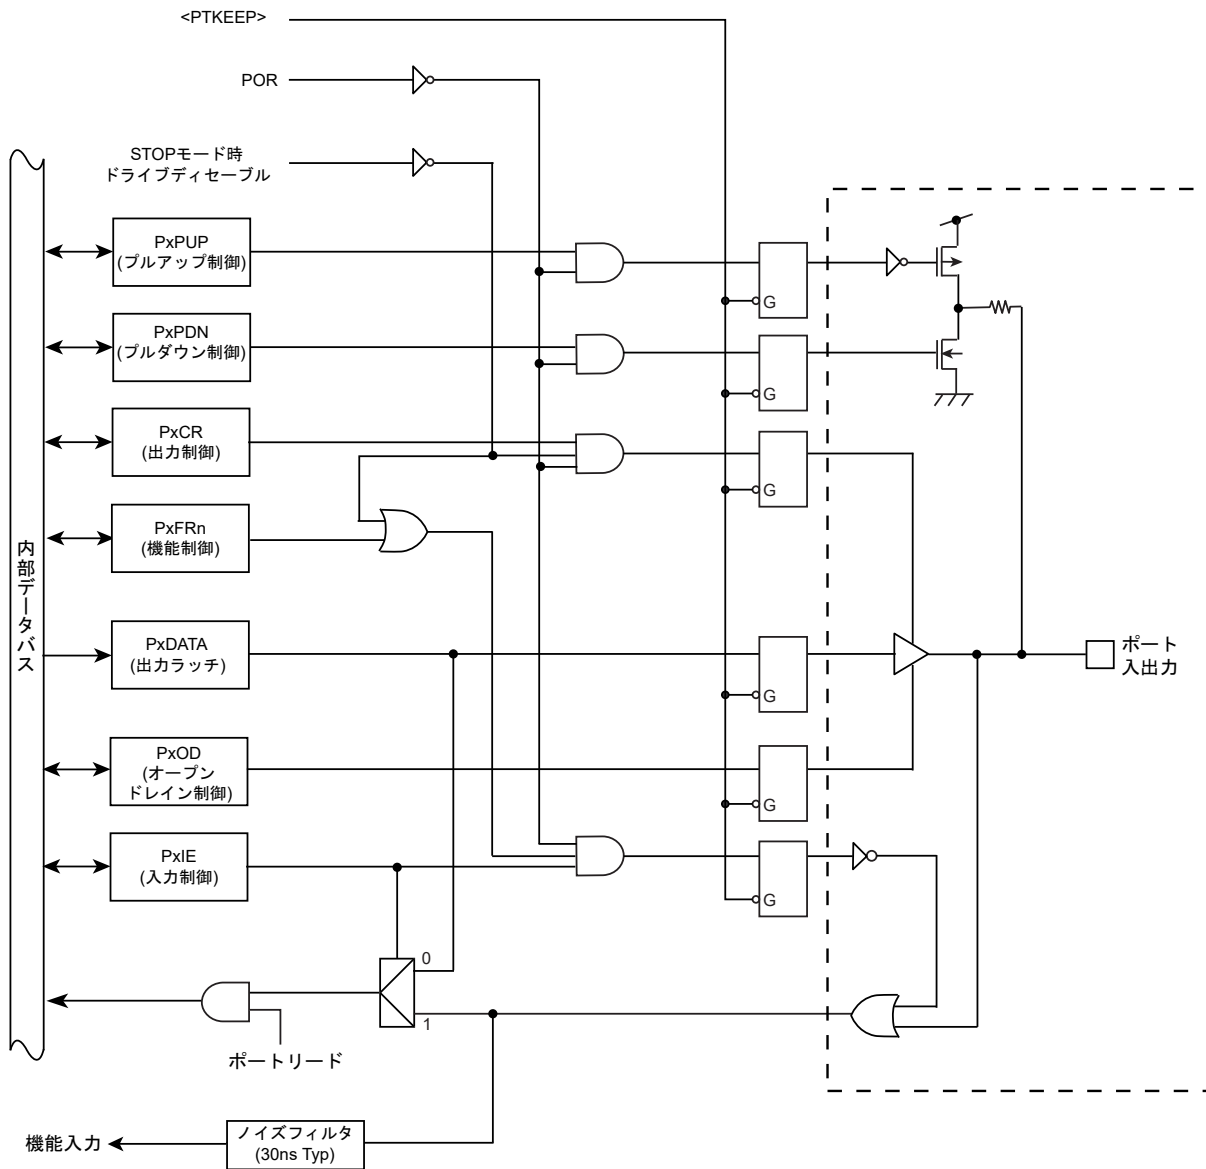 <PTKEEP>
POR
STOPモード時
ドライブディセーブル
PxPUP
(プルアップ制御)
G
PxPDN
(プルダウン制御)
G
PxCR
(出力制御)
G
PxFRn
(機能制御)
内部データバス
PxDATA
(出力ラッチ)
G
ポート
入出力
PxOD
(オープン
ドレイン制御)
G
PxIE
(入力制御)
G
0
1
ポートリード
機能入力
ノイズフィルタ
(30ns Typ)